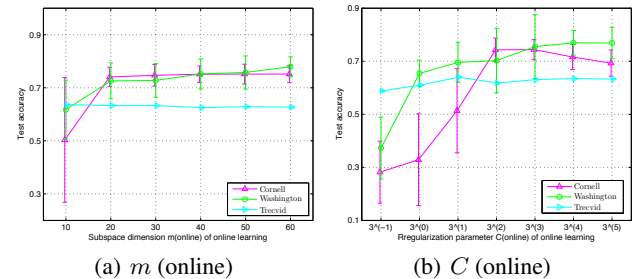 0.9
0.7
0.5
0.3
Test accuracy
Cornell
Washington
Trecvid
10 20 30 40 50 60
Subspace dimension m(online) of online learning
(a) m (online)
0.9
0.7
0.5
0.3
0.1
Test accuracy
Cornell
Washington
Trecvid
3^(-1) 3^(0) 3^(1) 3^(2) 3^(3) 3^(4) 3^(5)
Rregularization parameter C(online) of online learning
(b) C (online)